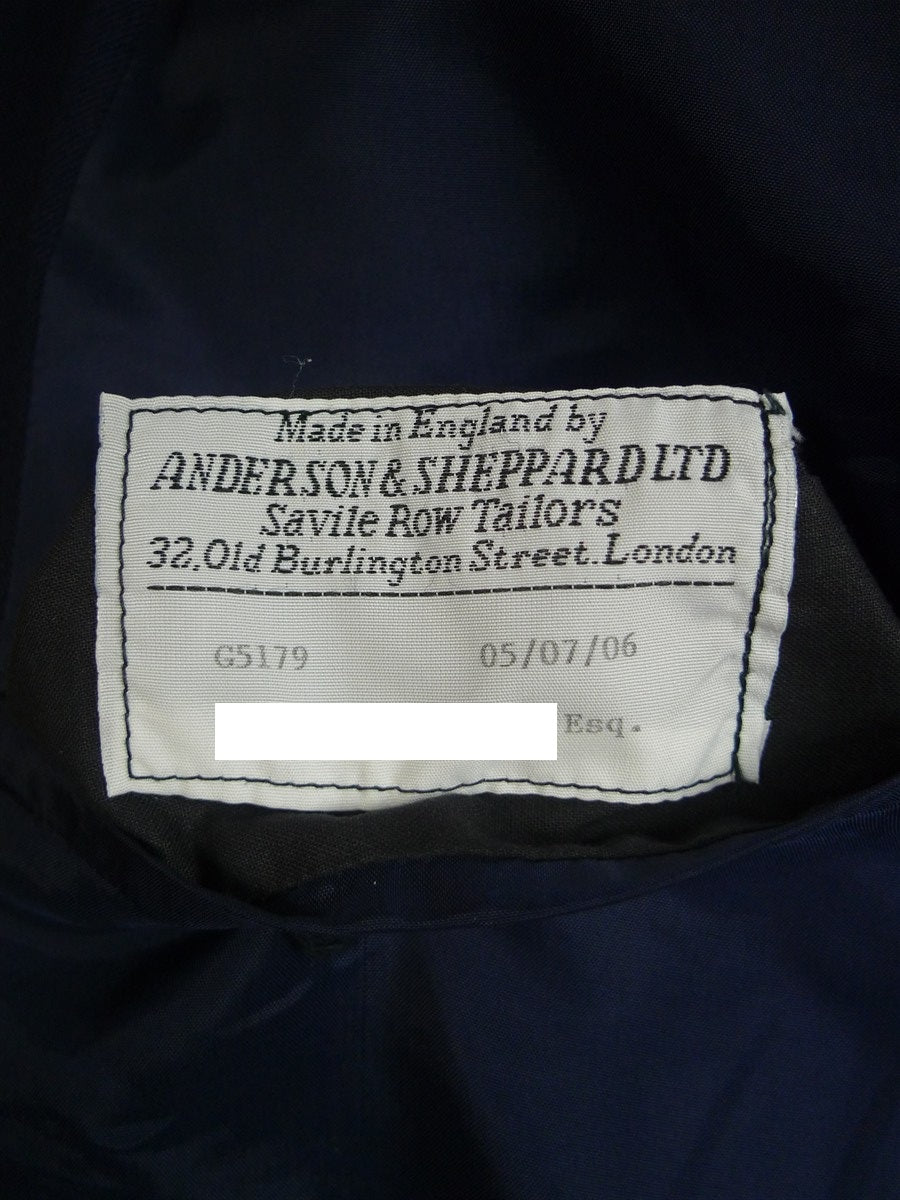 Made in England by
ANDERSON & SHEPPARD LTD
Savile Row Tailors
32.Old Burlington Street.London
G5179 05/07/06
Esq.